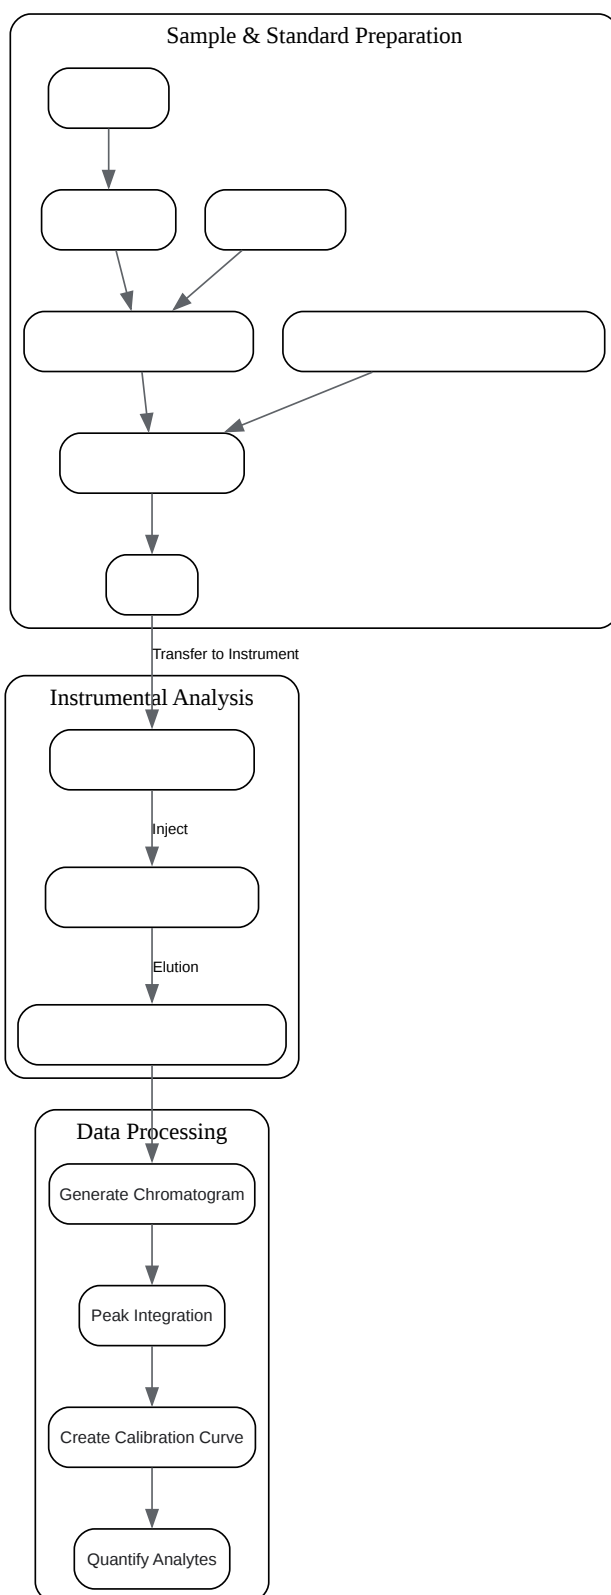 Sample & Standard Preparation
Transfer to Instrument
Instrumental Analysis
Inject
Elution
Data Processing
Generate Chromatogram
Peak Integration
Create Calibration Curve
Quantify Analytes